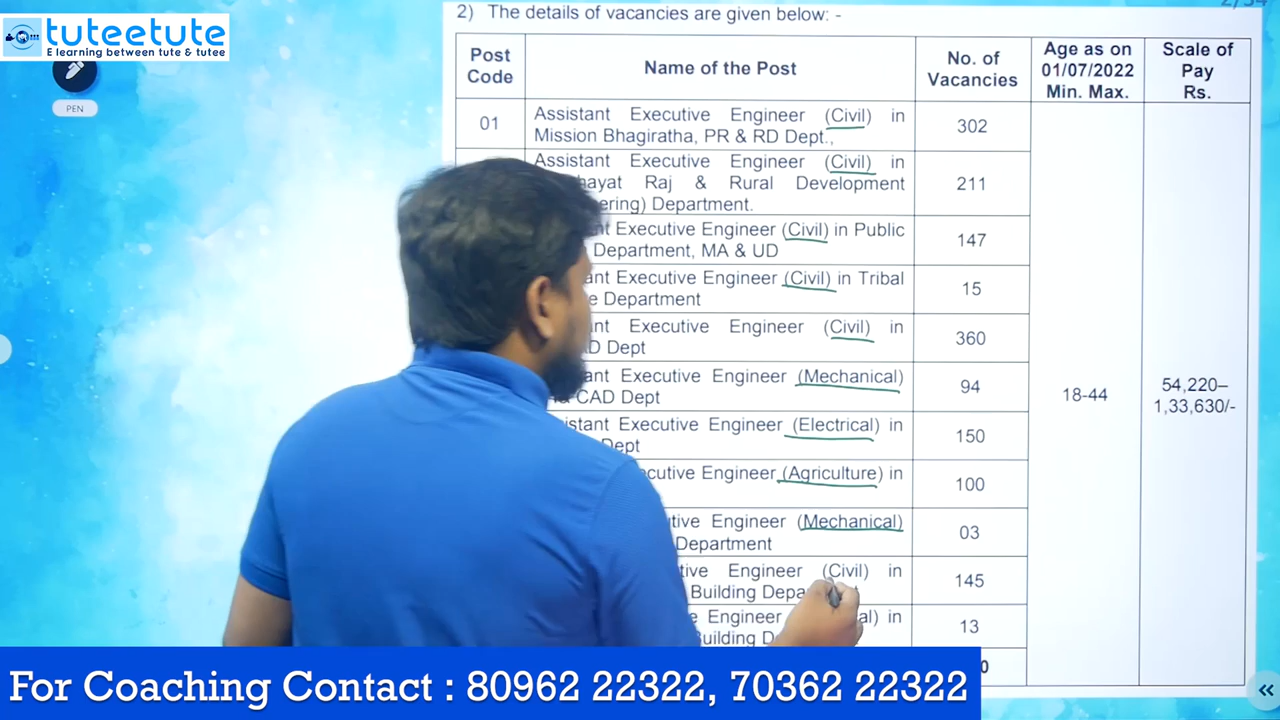 tuteetute
E learning between tute & tutee
PEN
2) The details of vacancies are given below: -
Post Code
Name of the Post
No. of Vacancies
Age as on 01/07/2022 Min. Max.
Scale of Pay Rs.
01
Assistant Executive Engineer (Civil) in
Mission Bhagiratha, PR & RD Dept.,
302
Assistant Executive Engineer (Civil) in
Raj & Rural Development
Department.
211
Executive Engineer (Civil) in Public
Department, MA & UD
147
Executive Engineer (Civil) in Tribal
Department
15
Executive Engineer (Civil) in
Dept
360
Executive Engineer (Mechanical)
CAD Dept
94
Executive Engineer (Electrical) in
Dept
150
Engineer (Agriculture) in
100
Engineer (Mechanical)
Department
03
Engineer (Civil) in
Building
145
Engineer in
13
18-44
54,220–
1,33,630/-
For Coaching Contact : 80962 22322, 70362 22322